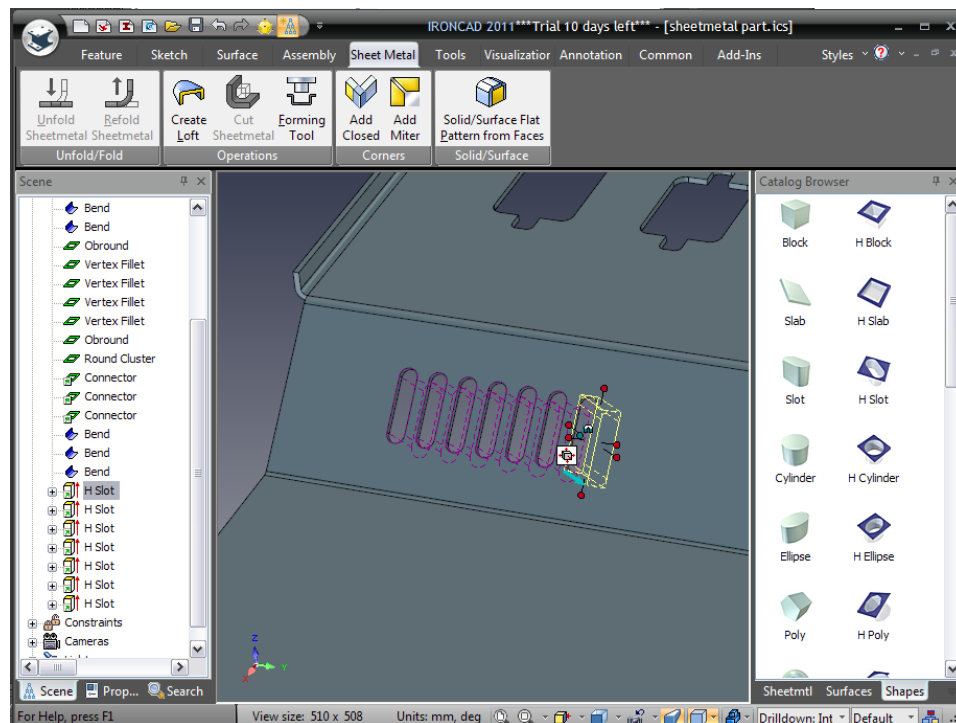 IRONCAD 2011***Trial 10 days left*** - [sheetmetal part.ics]
Feature Sketch Surface Assembly Sheet Metal Tools Visualization Annotation Common Add-Ins Styles
Unfold Sheetmetal
Refold Sheetmetal
Create Loft
Cut Sheetmetal
Forming Tool
Add Closed
Add Miter
Solid/Surface Flat Pattern from Faces
Unfold/Fold Operations Corners Solid/Surface
Scene
Bend
Bend
Obround
Vertex Fillet
Vertex Fillet
Vertex Fillet
Vertex Fillet
Obround
Round Cluster
Connector
Connector
Connector
Bend
Bend
Bend
H Slot
H Slot
H Slot
H Slot
H Slot
H Slot
H Slot
Constraints
Cameras
Scene Prop... Search
Z
Y
X
Catalog Browser
Block H Block
Slab H Slab
Slot H Slot
Cylinder H Cylinder
Ellipse H Ellipse
Poly H Poly
Sheetmtl Surfaces Shapes
For Help, press F1 View size: 510 x 508 Units: mm, deg Drilldown: Int Default